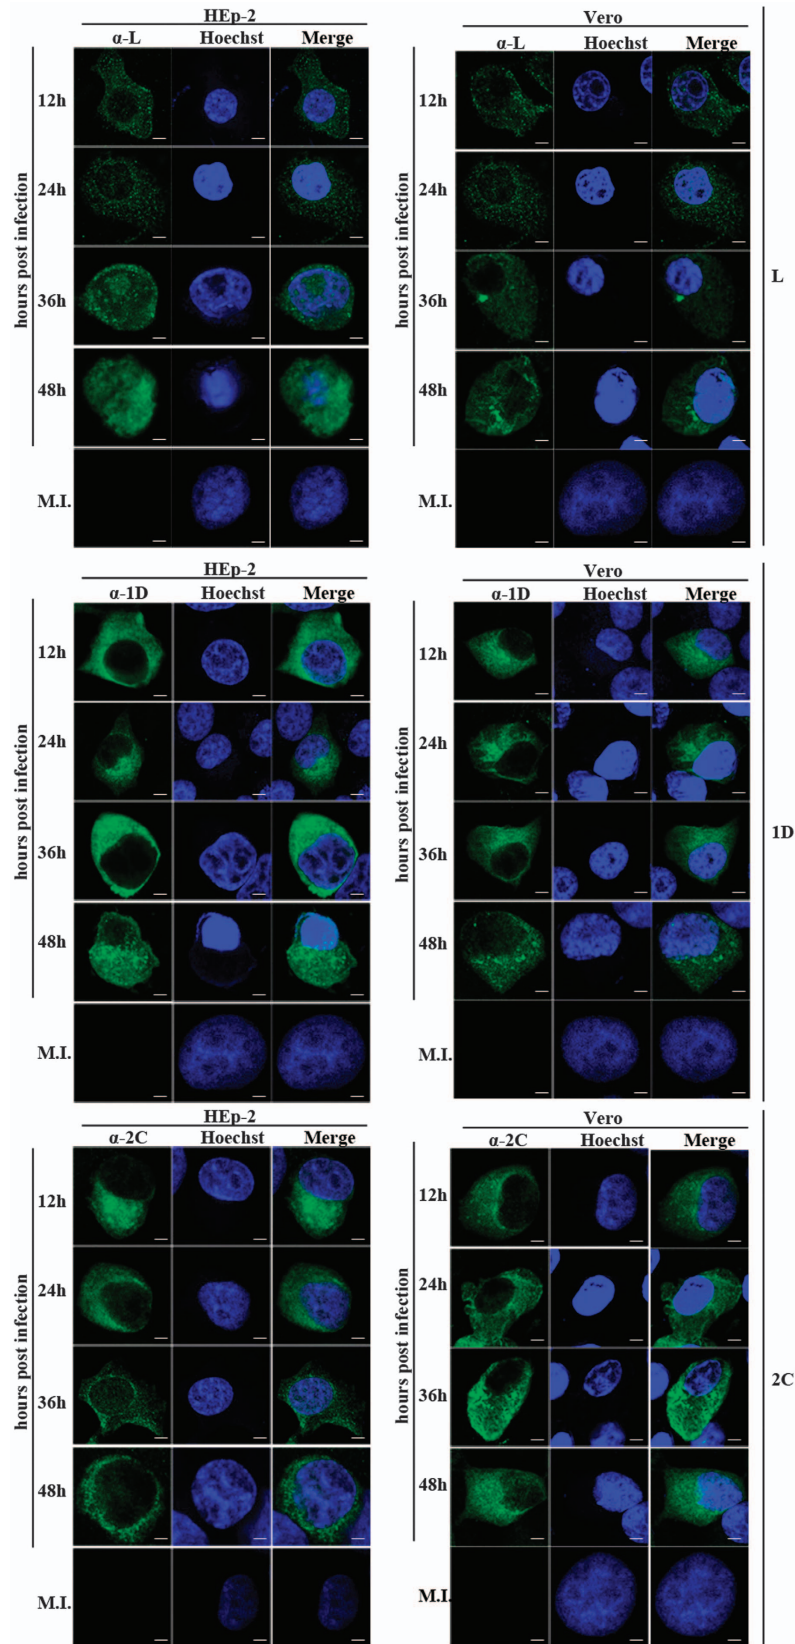 HEp-2
α-L Hoechst Merge
hours post infection
12h
24h
36h
48h
M.I.
Vero
α-L Hoechst Merge
hours post infection
12h
24h
36h
48h
M.I.
L
HEp-2
α-1D Hoechst Merge
hours post infection
12h
24h
36h
48h
M.I.
Vero
α-1D Hoechst Merge
hours post infection
12h
24h
36h
48h
M.I.
1D
HEp-2
α-2C Hoechst Merge
hours post infection
12h
24h
36h
48h
M.I.
Vero
α-2C Hoechst Merge
hours post infection
12h
24h
36h
48h
M.I.
2C